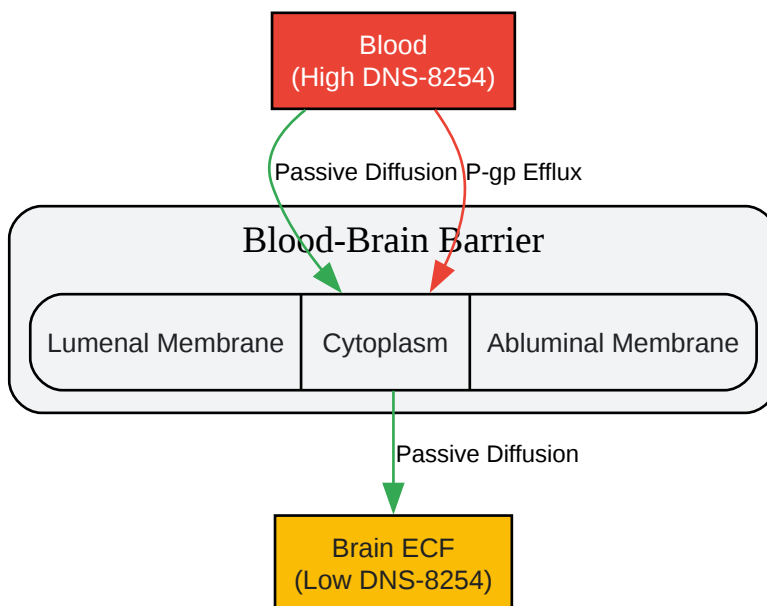 Blood
(High DNS-8254)
Passive Diffusion
P-gp Efflux
Blood-Brain Barrier
Lumenal Membrane
Cytoplasm
Abluminal Membrane
Passive Diffusion
Brain ECF
(Low DNS-8254)